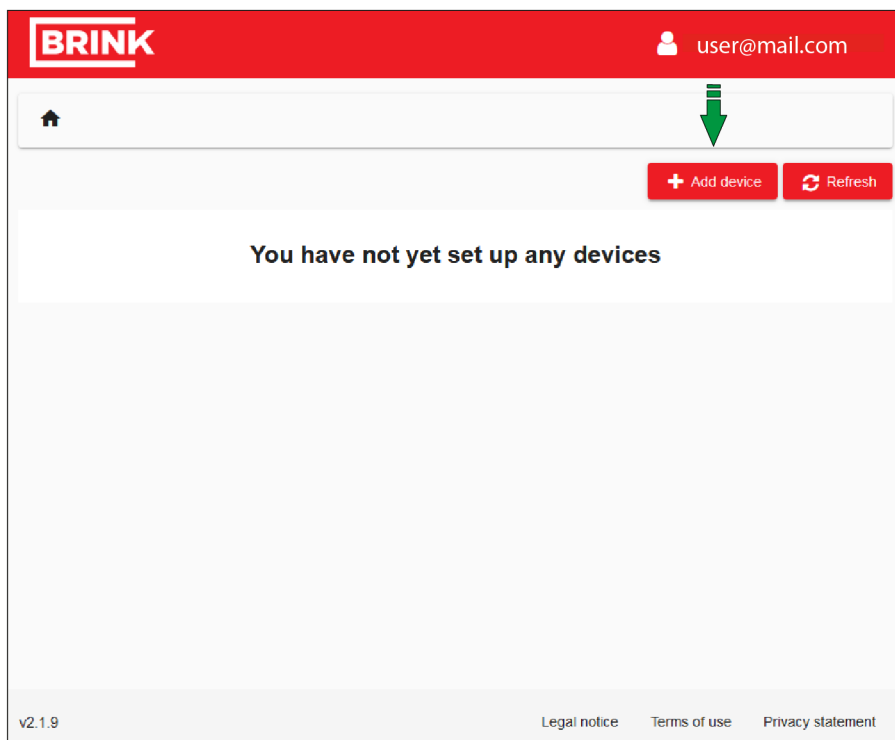 BRINK
user@mail.com
Add device
Refresh
You have not yet set up any devices
v2.1.9
Legal notice
Terms of use
Privacy statement